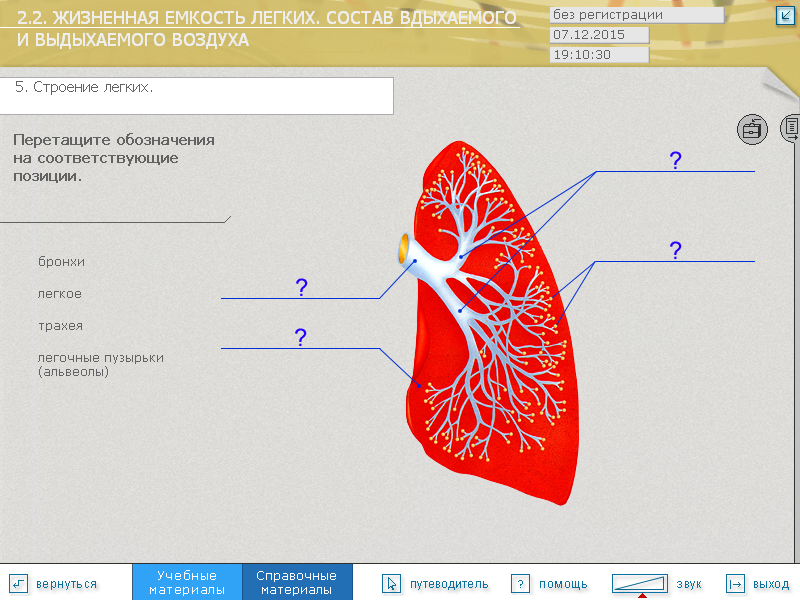 2.2. ЖИЗНЕННАЯ ЕМКОСТЬ ЛЕГКИХ. СОСТАВ ВДЫХАЕМОГО
И ВЫДЫХАЕМОГО ВОЗДУХА
без регистрации
07.12.2015
19:10:30
5. Строение легких.
Перетащите обозначения
на соответствующие
позиции.
?
?
бронхи
легкое
?
трахея
?
легочные пузырьки
(альвеолы)
вернуться
Учебные
материалы
Справочные
материалы
путеводитель
?
помощь
звук
выход